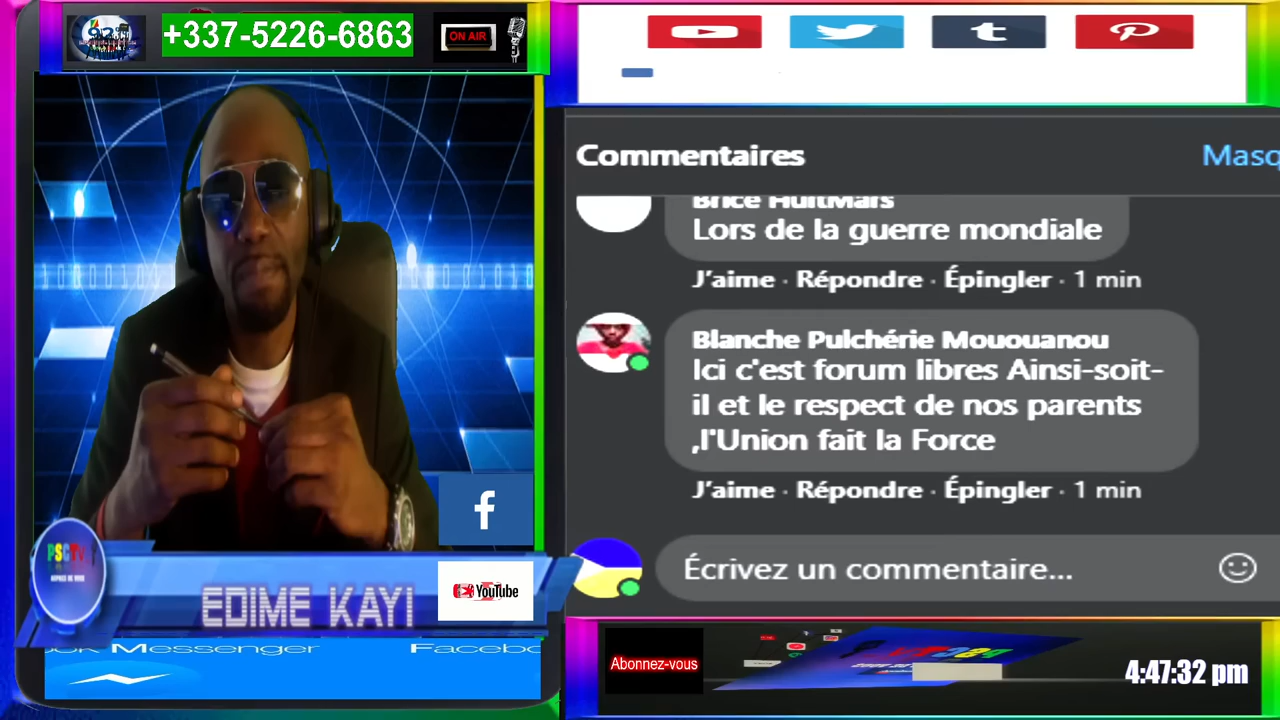 +337-5226-6863
ON AIR
EDIME KAYI
YouTube
Messenger
Commentaires
Masq
Brice HuitMars
Lors de la guerre mondiale
J'aime · Répondre · Épingler · 1 min
Blanche Pulchérie Mououanou
Ici c'est forum libres Ainsi-soit-
il et le respect de nos parents
,l'Union fait la Force
J'aime · Répondre · Épingler · 1 min
Écrivez un commentaire...
Abonnez-vous
4:47:32 pm